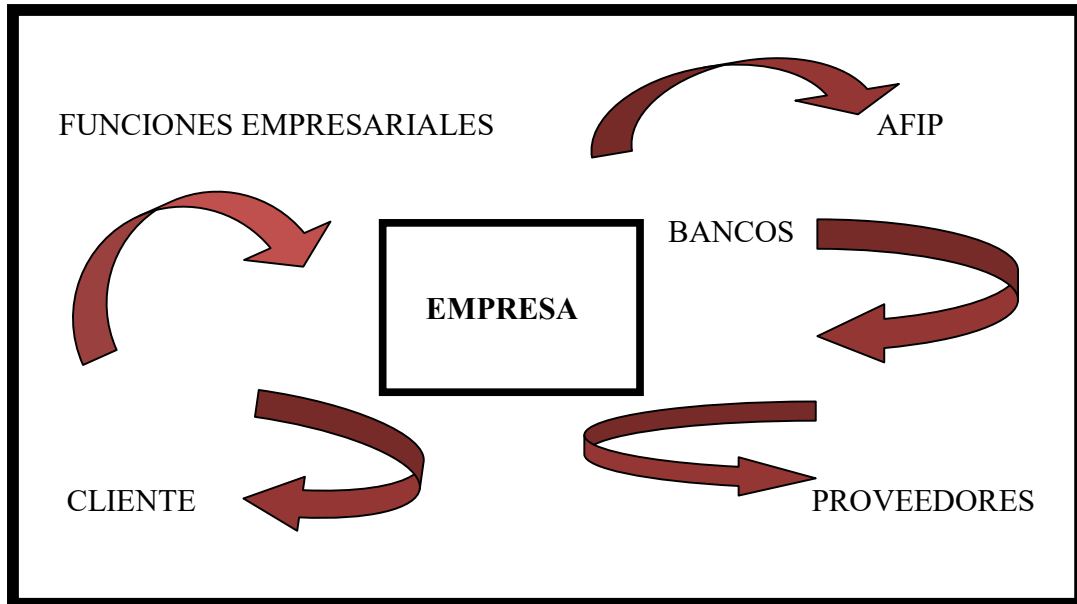 FUNCIONES EMPRESARIALES
AFIP
BANCOS
EMPRESA
CLIENTE
PROVEEDORES